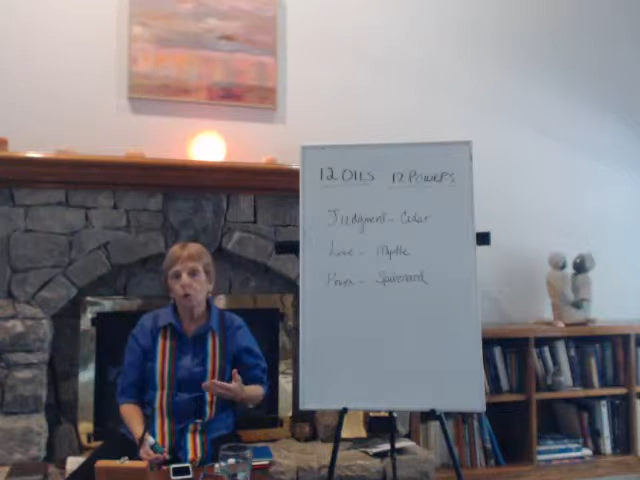 12 OILS 12 POWERS
Judgment - Cedar
Love - Myrtle
Power - Spikenard